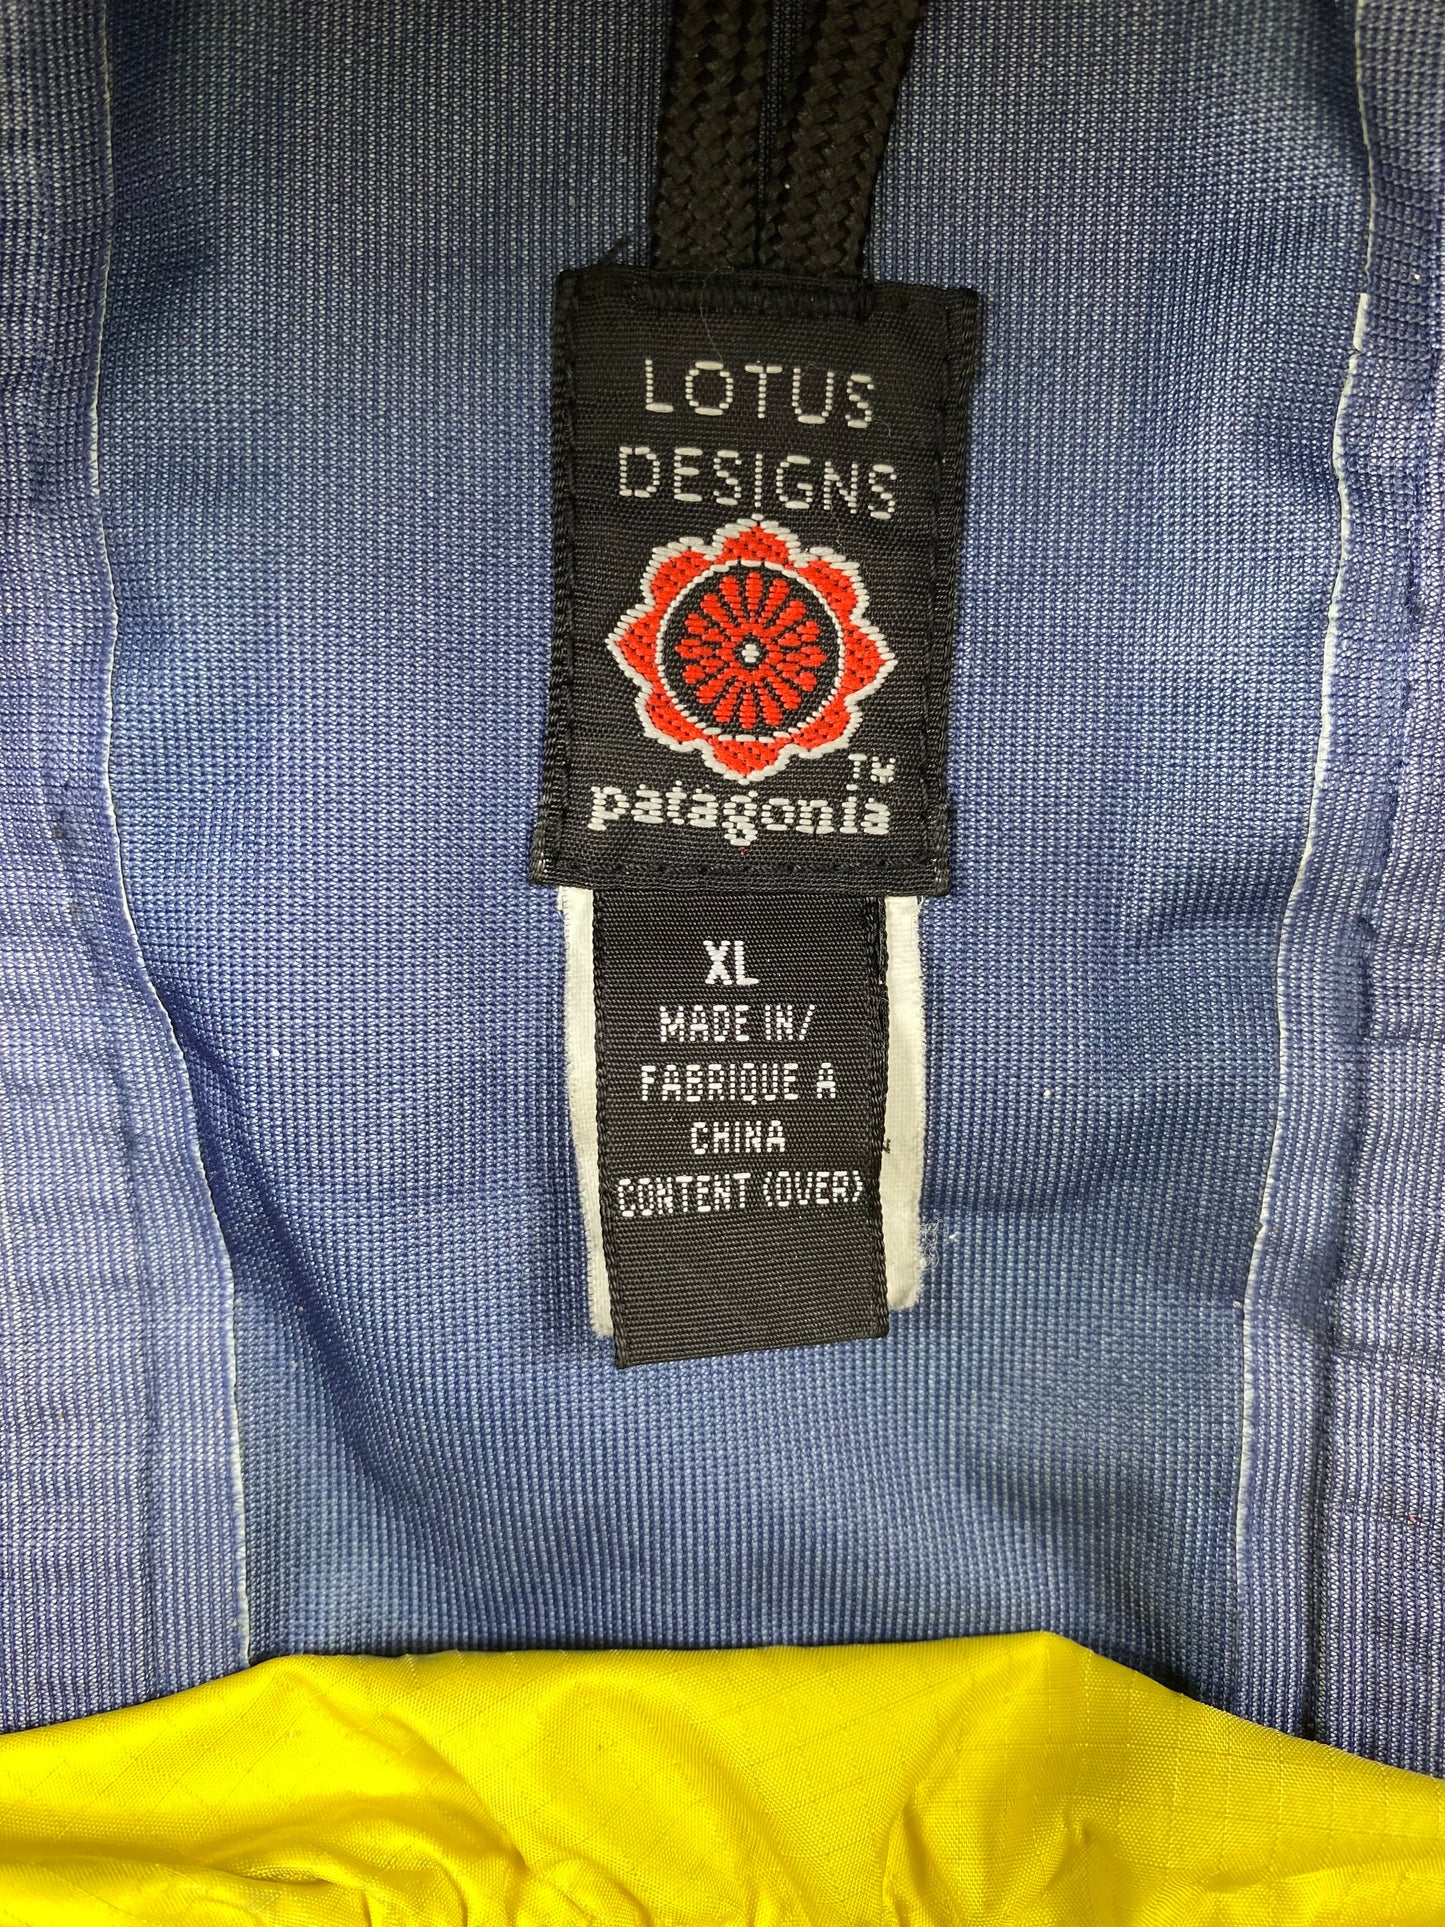 LOTUS
DESIGNS
TM
patagonia
XL
MADE IN/
FABRIQUE A
CHINA
CONTENT (OVER)